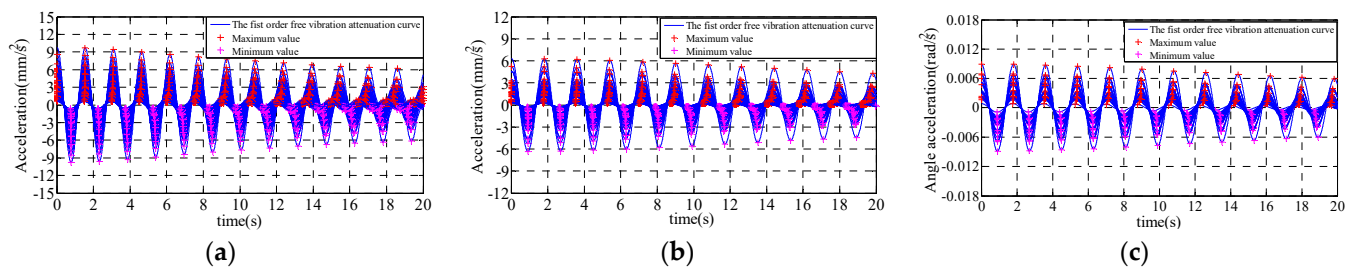 15
12
9
6
3
0
-3
-6
-9
-12
-15
Acceleration(mm/s²)
The fist order free vibration attenuation curve
Maximum value
Minimum value
0 2 4 6 8 10 12 14 16 18 20
time(s)
(a)
12
9
6
3
0
-3
-6
-9
-12
Acceleration(mm/s²)
The fist order free vibration attenuation curve
Maximum value
Minimum value
0 2 4 6 8 10 12 14 16 18 20
time(s)
(b)
0.018
0.012
0.006
0
-0.006
-0.012
-0.018
Angle acceleration(rad/s²)
The fist order free vibration attenuation curve
Maximum value
Minimum value
0 2 4 6 8 10 12 14 16 18 20
time(s)
(c)